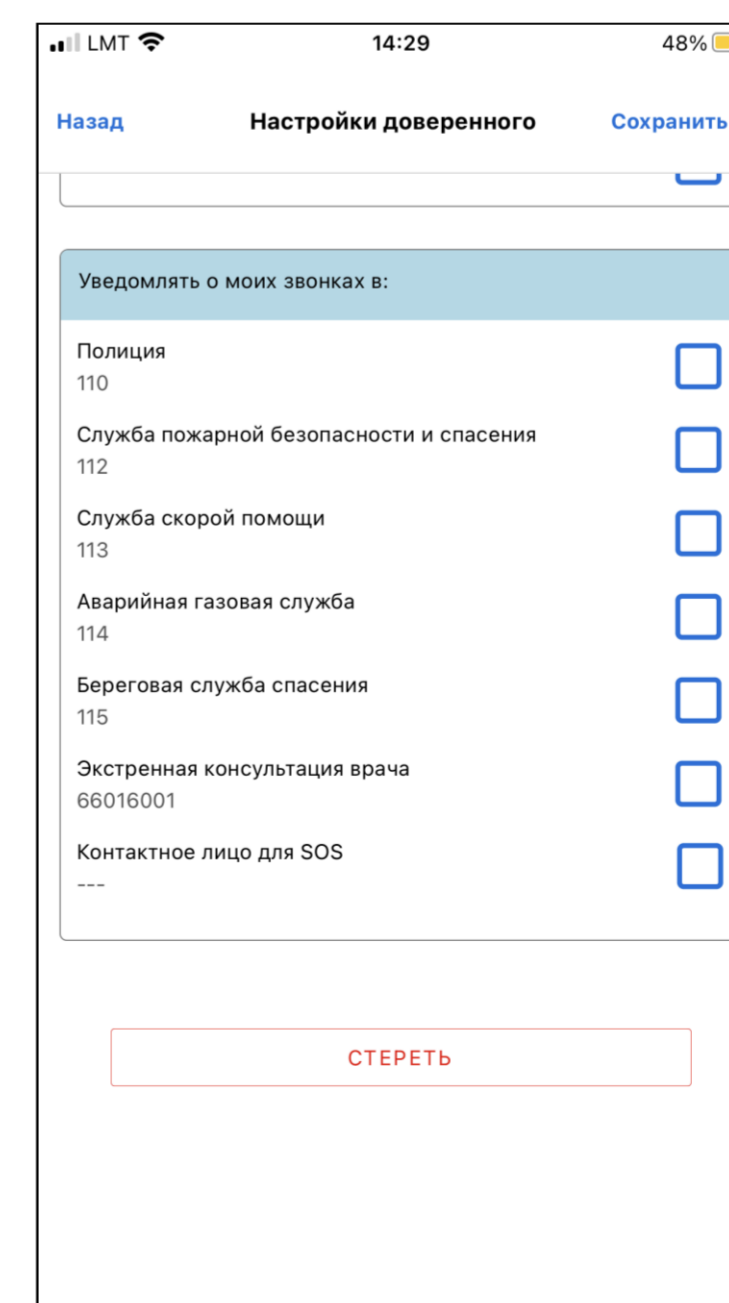 LMT 14:29 48%
Назад Настройки доверенного Сохранить
Уведомлять о моих звонках в:
Полиция
110
Служба пожарной безопасности и спасения
112
Служба скорой помощи
113
Аварийная газовая служба
114
Береговая служба спасения
115
Экстренная консультация врача
66016001
Контактное лицо для SOS
---
СТЕРЕТЬ